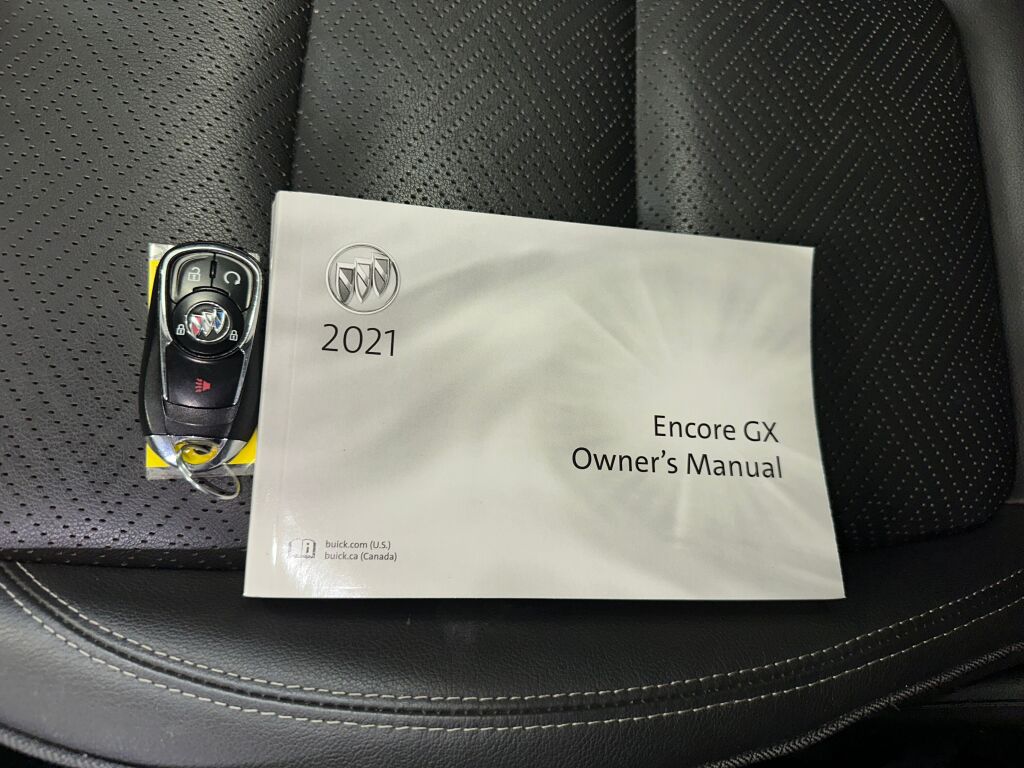 2021
Encore GX
Owner's Manual
buick.com (U.S.)
buick.ca (Canada)